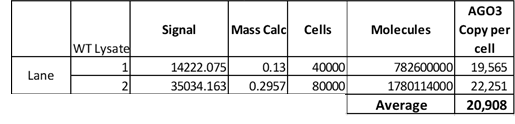 WT Lysate Signal Mass Calc Cells Molecules AGO3 Copy per cell
Lane 1 14222.075 0.13 40000 782600000 19,565
2 35034.163 0.2957 80000 1780114000 22,251
Average 20,908